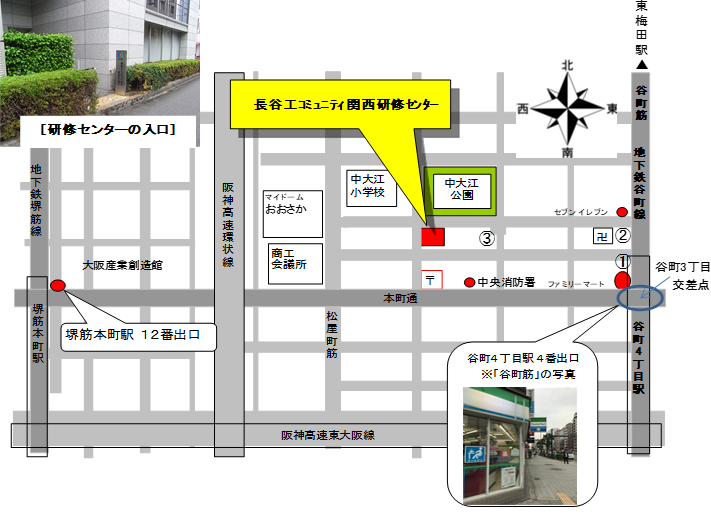 東梅田駅
▲
[研修センターの入口]
長谷工コミュニティ関西研修センター
北
西
東
南
谷町筋
地下鉄谷町線
地下鉄堺筋線
阪神高速環状線
中大江
小学校
中大江
公園
マイドーム
おおさか
セブンイレブン
商工
会議所
③
卍
②
①
大阪産業創造館
〒
中央消防署
ファミリーマート
谷町3丁目
交差点
本町通
堺筋本町駅
堺筋本町駅 12番出口
松屋町筋
谷町4丁目駅
谷町4丁目駅4番出口
※「谷町筋」の写真
阪神高速東大阪線